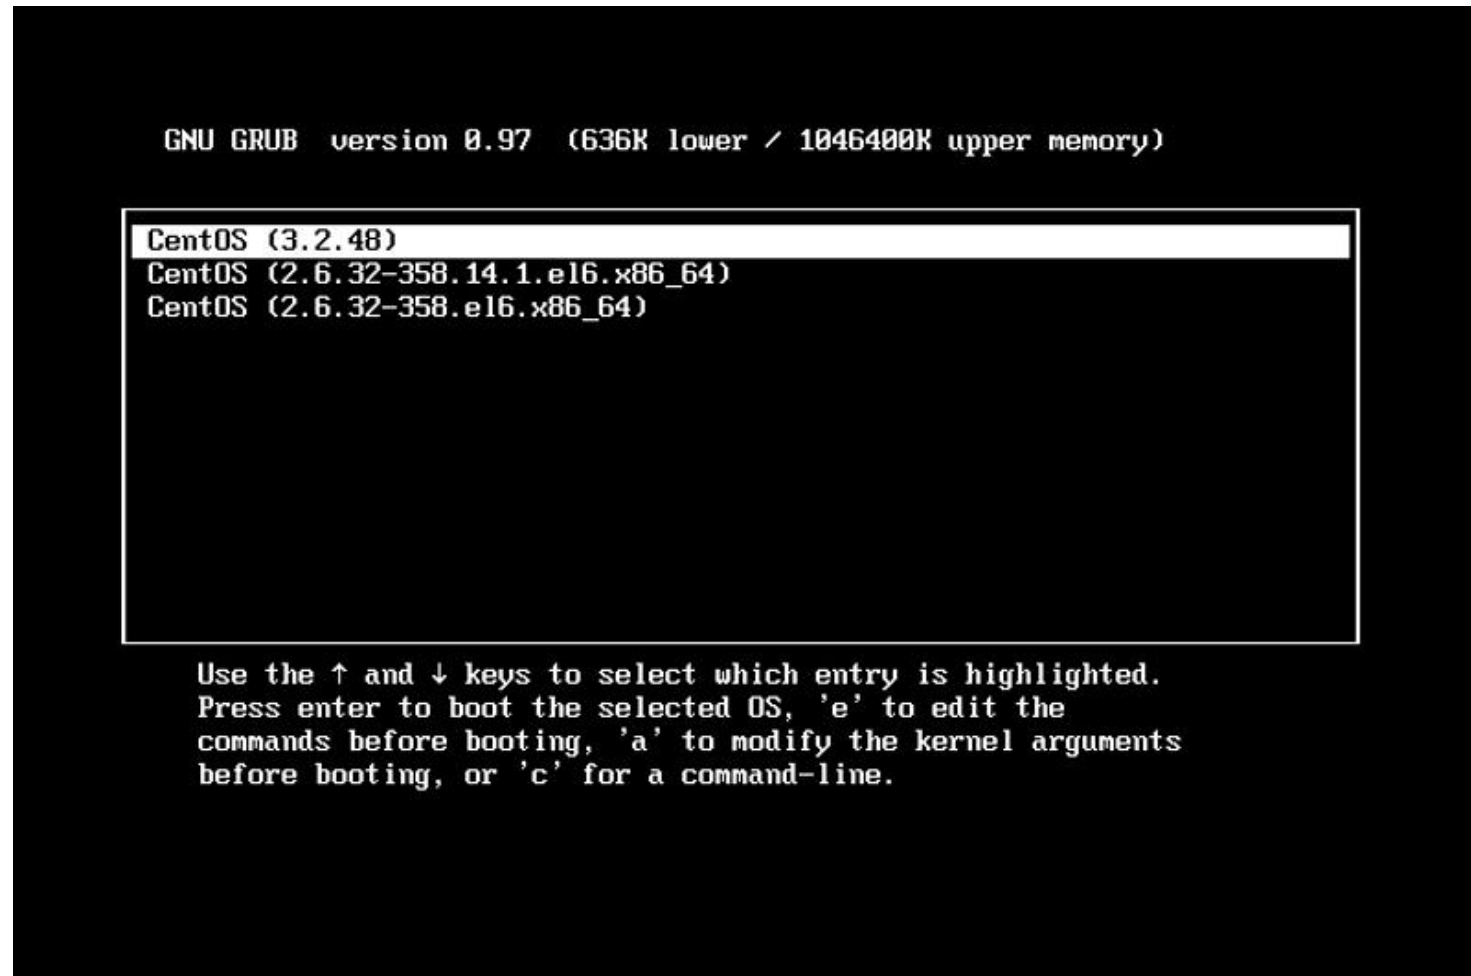 GNU GRUB  version 0.97  (636K lower / 1046400K upper memory)
CentOS (3.2.48)
CentOS (2.6.32-358.14.1.el6.x86_64)
CentOS (2.6.32-358.el6.x86_64)
Use the ↑ and ↓ keys to select which entry is highlighted.
Press enter to boot the selected OS, 'e' to edit the
commands before booting, 'a' to modify the kernel arguments
before booting, or 'c' for a command-line.